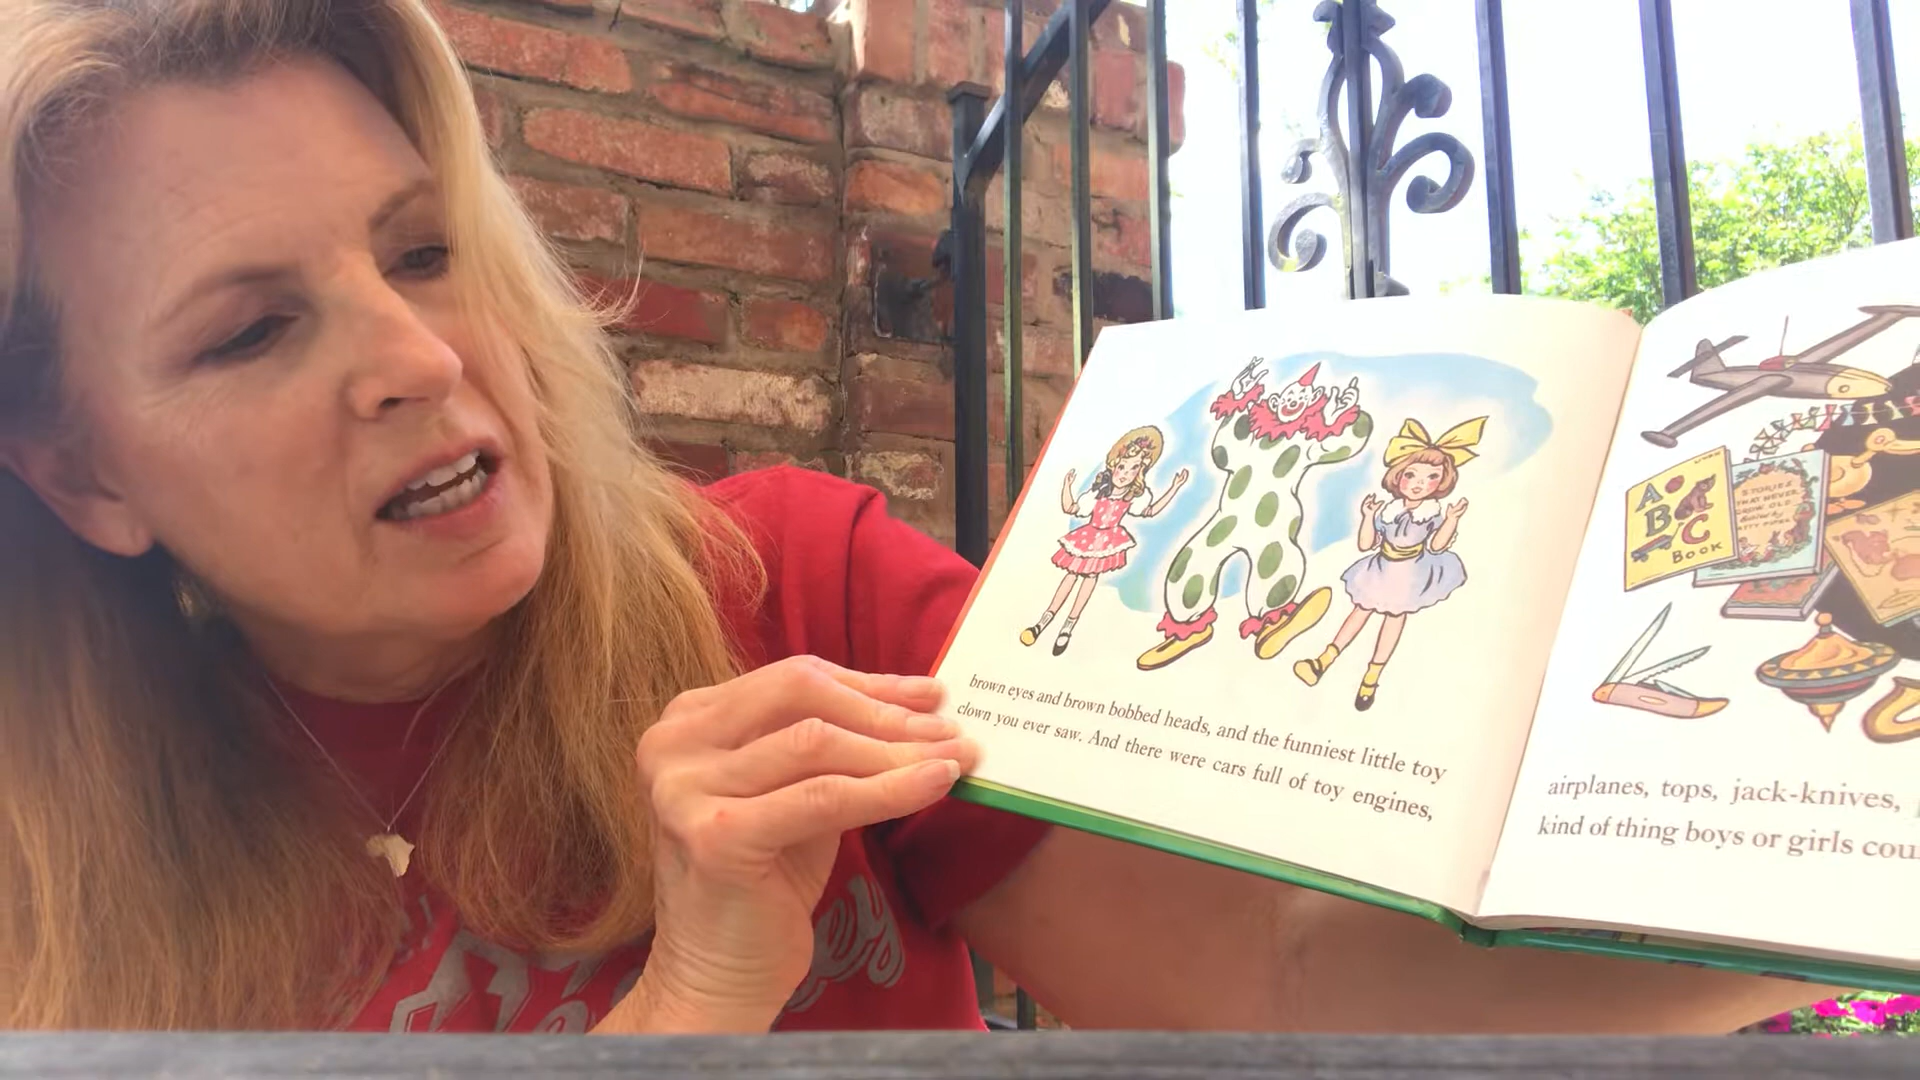 brown eyes and brown bobbed heads, and the funniest little toy
clown you ever saw. And there were cars full of toy engines,
A
B
C
BOOK
STORIES
THAT NEVER
GROW OLD
airplanes, tops, jack-knives,
kind of thing boys or girls